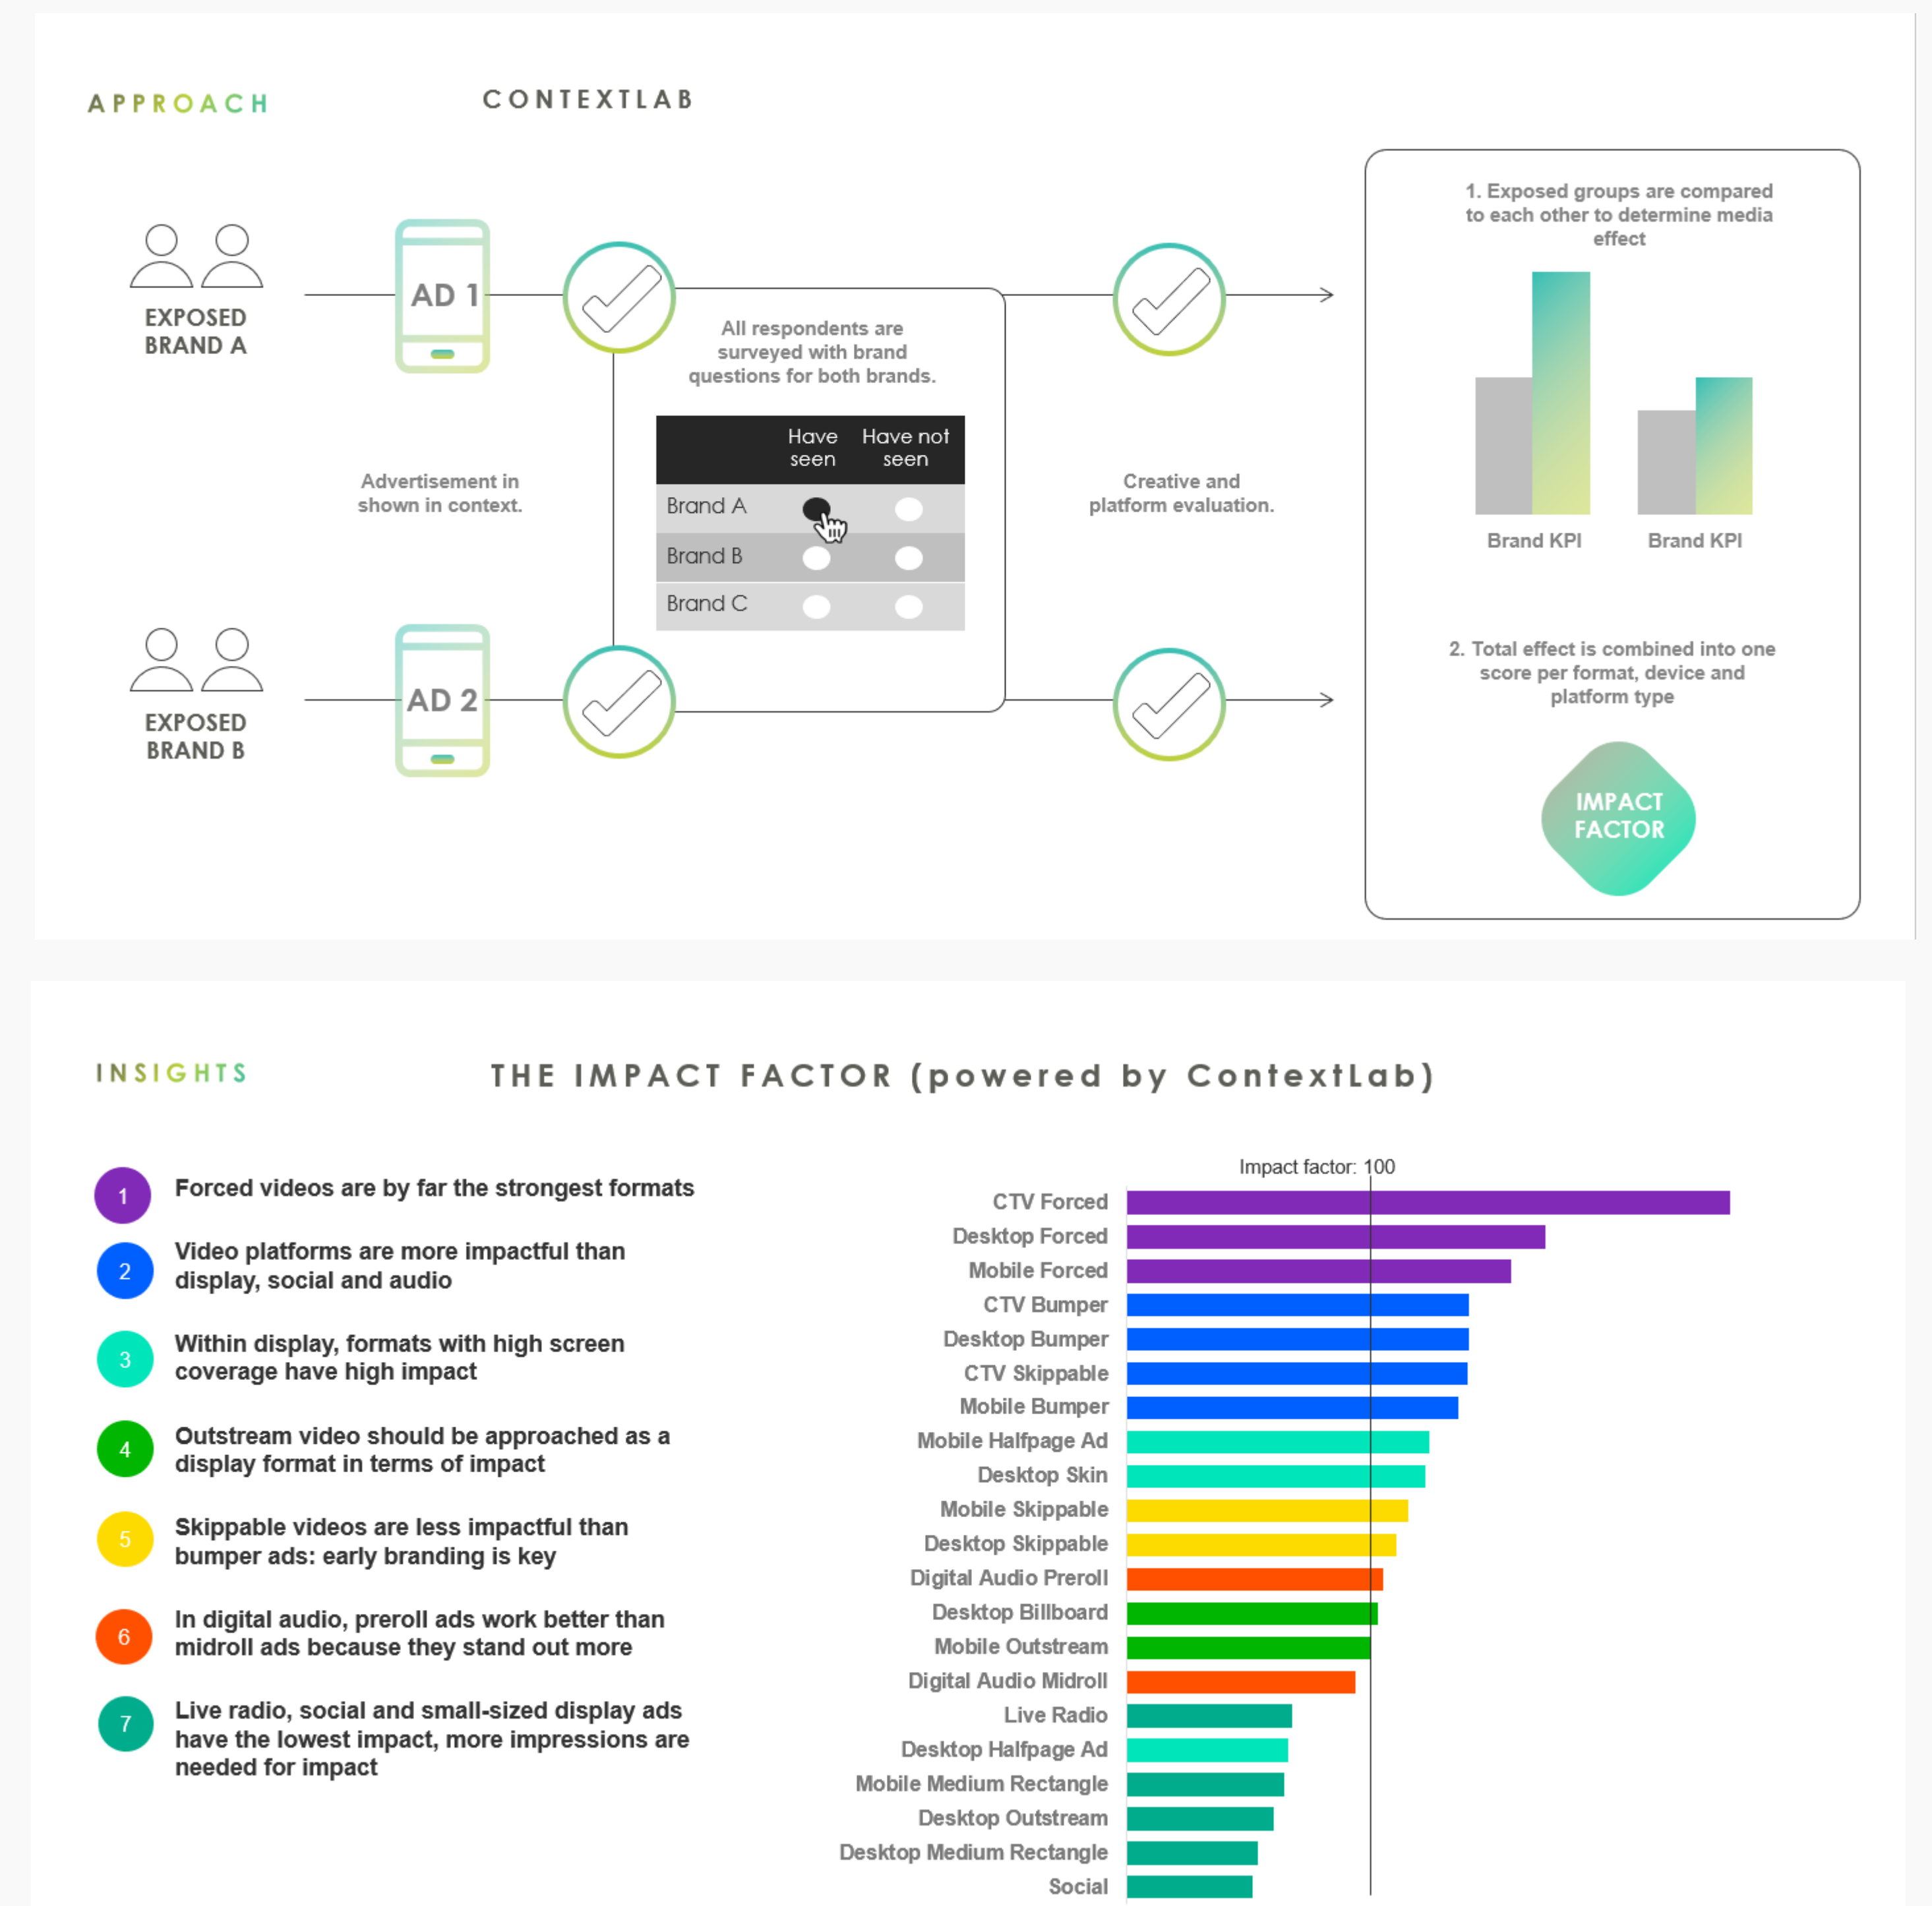 APPROACH
CONTEXTLAB
EXPOSED
BRAND A
AD 1
All respondents are
surveyed with brand
questions for both brands.
Have
seen
Have not
seen
Brand A
Brand B
Brand C
Advertisement in
shown in context.
Creative and
platform evaluation.
EXPOSED
BRAND B
AD 2
1. Exposed groups are compared
to each other to determine media
effect
Brand KPI
Brand KPI
2. Total effect is combined into one
score per format, device and
platform type
IMPACT
FACTOR
INSIGHTS
THE IMPACT FACTOR (powered by ContextLab)
1
Forced videos are by far the strongest formats
2
Video platforms are more impactful than
display, social and audio
3
Within display, formats with high screen
coverage have high impact
4
Outstream video should be approached as a
display format in terms of impact
5
Skippable videos are less impactful than
bumper ads: early branding is key
6
In digital audio, preroll ads work better than
midroll ads because they stand out more
7
Live radio, social and small-sized display ads
have the lowest impact, more impressions are
needed for impact
Impact factor: 100
CTV Forced
Desktop Forced
Mobile Forced
CTV Bumper
Desktop Bumper
CTV Skippable
Mobile Bumper
Mobile Halfpage Ad
Desktop Skin
Mobile Skippable
Desktop Skippable
Digital Audio Preroll
Desktop Billboard
Mobile Outstream
Digital Audio Midroll
Live Radio
Desktop Halfpage Ad
Mobile Medium Rectangle
Desktop Outstream
Desktop Medium Rectangle
Social